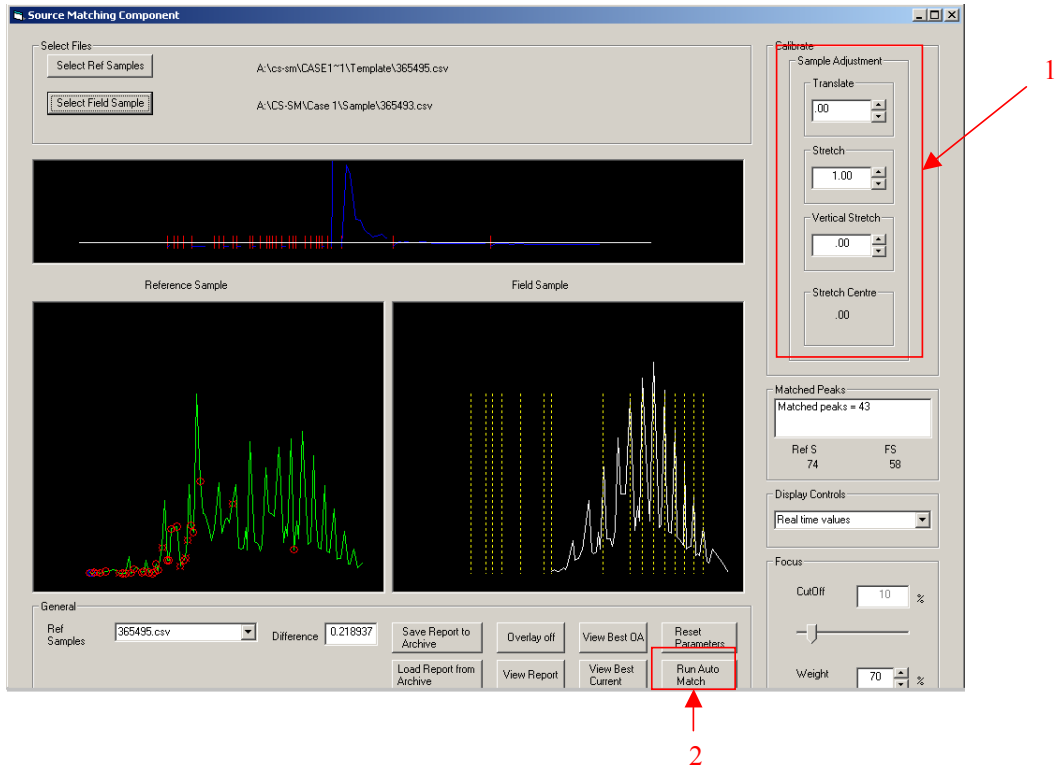 Source Matching Component
Select Files
Select Ref Samples
A:\cs-sm\CASE1~1\Template\365495.csv
Select Field Sample
A:\CS-SM\Case 1\Sample\365493.csv
Reference Sample
Field Sample
Calibrate
Sample Adjustment
Translate
.00
Stretch
1.00
Vertical Stretch
.00
Stretch Centre
.00
1
Matched Peaks
Matched peaks = 43
Ref S FS
74 58
Display Controls
Real time values
Focus
CutOff 10 %
Weight 70 %
General
Ref
Samples
365495.csv
Difference 0.218937
Save Report to
Archive
Overlay off
View Best OA
Reset
Parameters
Load Report from
Archive
View Report
View Best
Current
Run Auto
Match
2